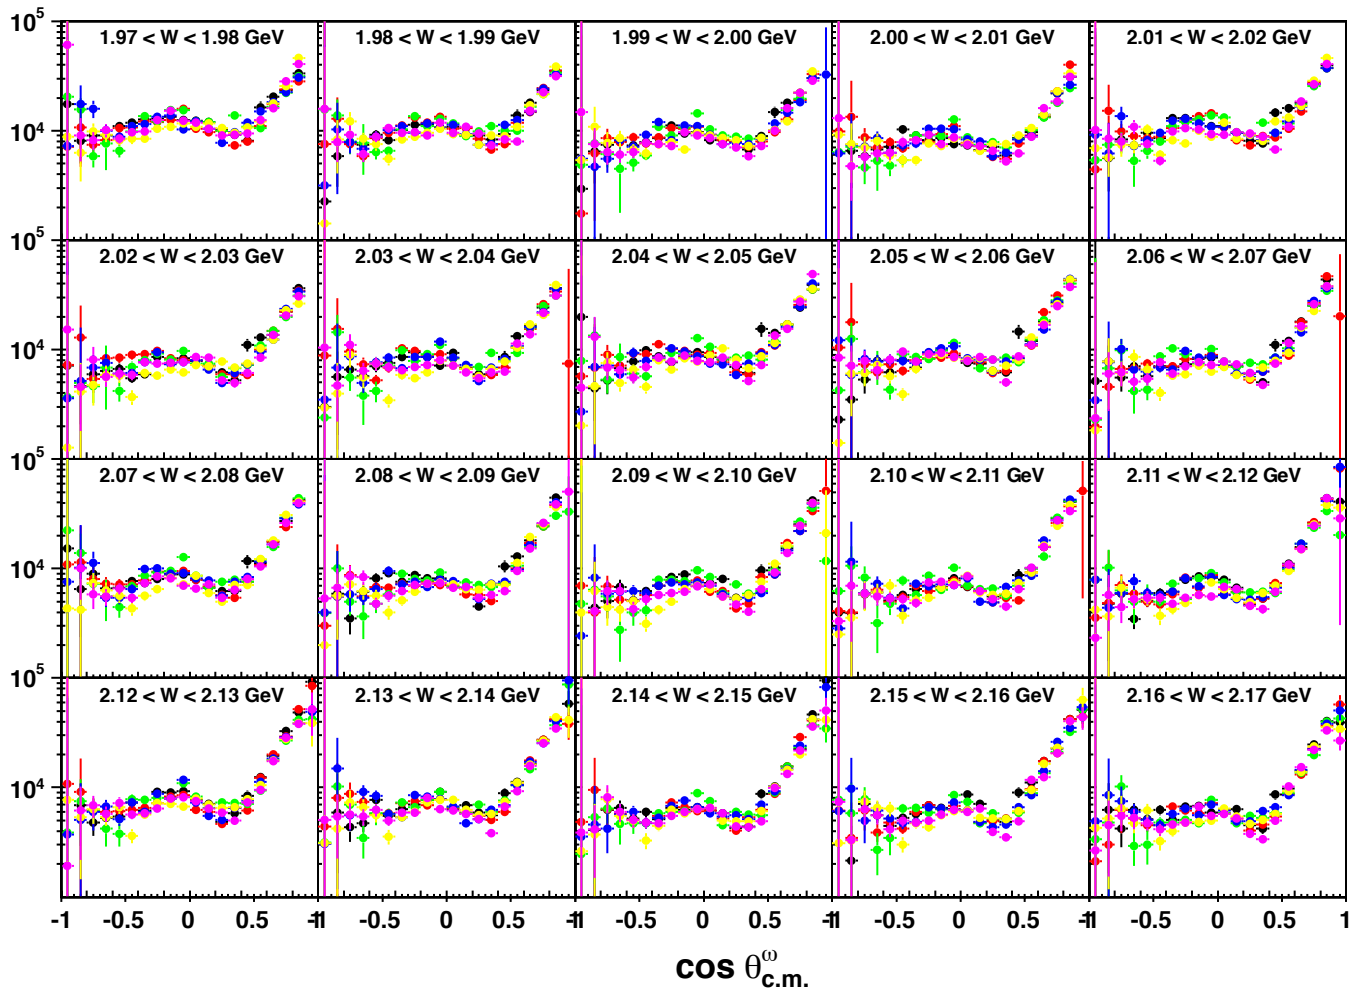 10^5
1.97 < W < 1.98 GeV 1.98 < W < 1.99 GeV 1.99 < W < 2.00 GeV 2.00 < W < 2.01 GeV 2.01 < W < 2.02 GeV
10^4
10^5
2.02 < W < 2.03 GeV 2.03 < W < 2.04 GeV 2.04 < W < 2.05 GeV 2.05 < W < 2.06 GeV 2.06 < W < 2.07 GeV
10^4
10^5
2.07 < W < 2.08 GeV 2.08 < W < 2.09 GeV 2.09 < W < 2.10 GeV 2.10 < W < 2.11 GeV 2.11 < W < 2.12 GeV
10^4
10^5
2.12 < W < 2.13 GeV 2.13 < W < 2.14 GeV 2.14 < W < 2.15 GeV 2.15 < W < 2.16 GeV 2.16 < W < 2.17 GeV
10^4
-1 -0.5 0 0.5 -1 -0.5 0 0.5 -1 -0.5 0 0.5 -1 -0.5 0 0.5 -1 -0.5 0 0.5 1
cos θ^ω_c.m.